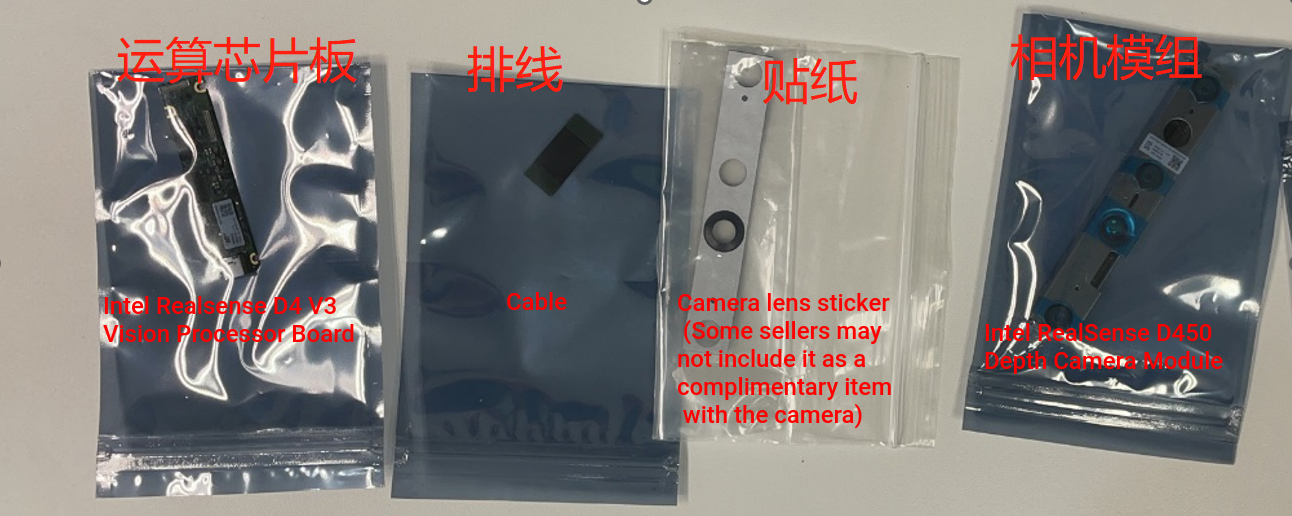 运算芯片板
排线
贴纸
相机模组
Intel Realsense D4 V3
Vision Processor Board
Cable
Camera lens sticker
(Some sellers may
not include it as a
complimentary item
with the camera)
Intel RealSense D450
Depth Camera Module